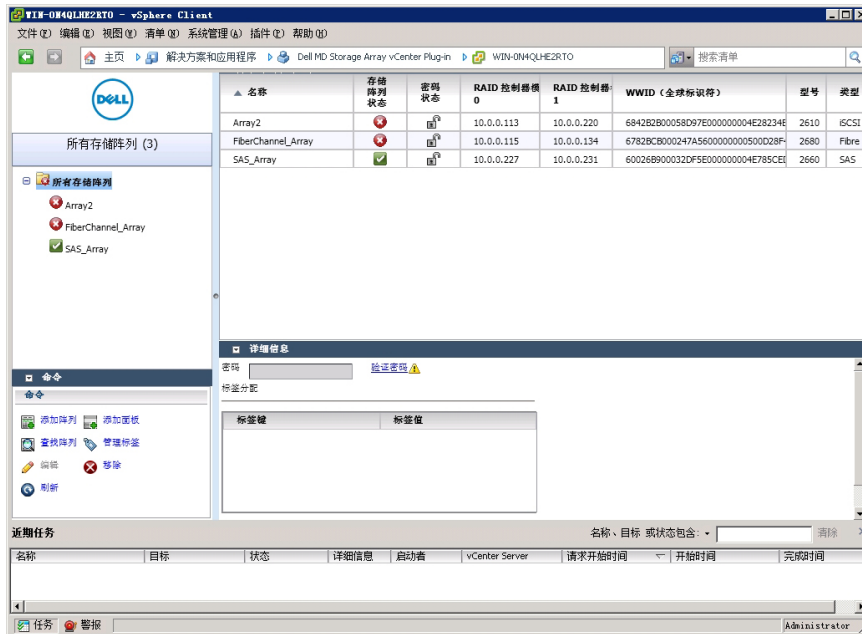 WIN-0N4QLHE2RTO - vSphere Client
文件(F) 编辑(E) 视图(V) 清单(N) 系统管理(A) 插件(P) 帮助(H)
主页 解决方案和应用程序 Dell MD Storage Array vCenter Plug-in WIN-0N4QLHE2RTO 搜索清单
DELL
所有存储阵列 (3)
所有存储阵列
Array2
FiberChannel_Array
SAS_Array
名称 存储阵列状态 密码状态 RAID 控制器模 0 RAID 控制器 1 WWID(全球标识符) 型号 类型
Array2 10.0.0.113 10.0.0.220 6842B2B00058D97E000000004E28234E 2610 iSCSI
FiberChannel_Array 10.0.0.115 10.0.0.134 6782BCB000247A5600000000500D28F 2680 Fibre
SAS_Array 10.0.0.227 10.0.0.231 60026B900032DF5E000000004E785CE 2660 SAS
命令
命令
添加阵列 添加面板
查找阵列 管理标签
编辑 移除
刷新
详细信息
密码 验证密码
标签分配
标签键 标签值
近期任务 名称、目标 或状态包含: 清除
名称 目标 状态 详细信息 启动者 vCenter Server 请求开始时间 开始时间 完成时间
任务 警报 Administrator